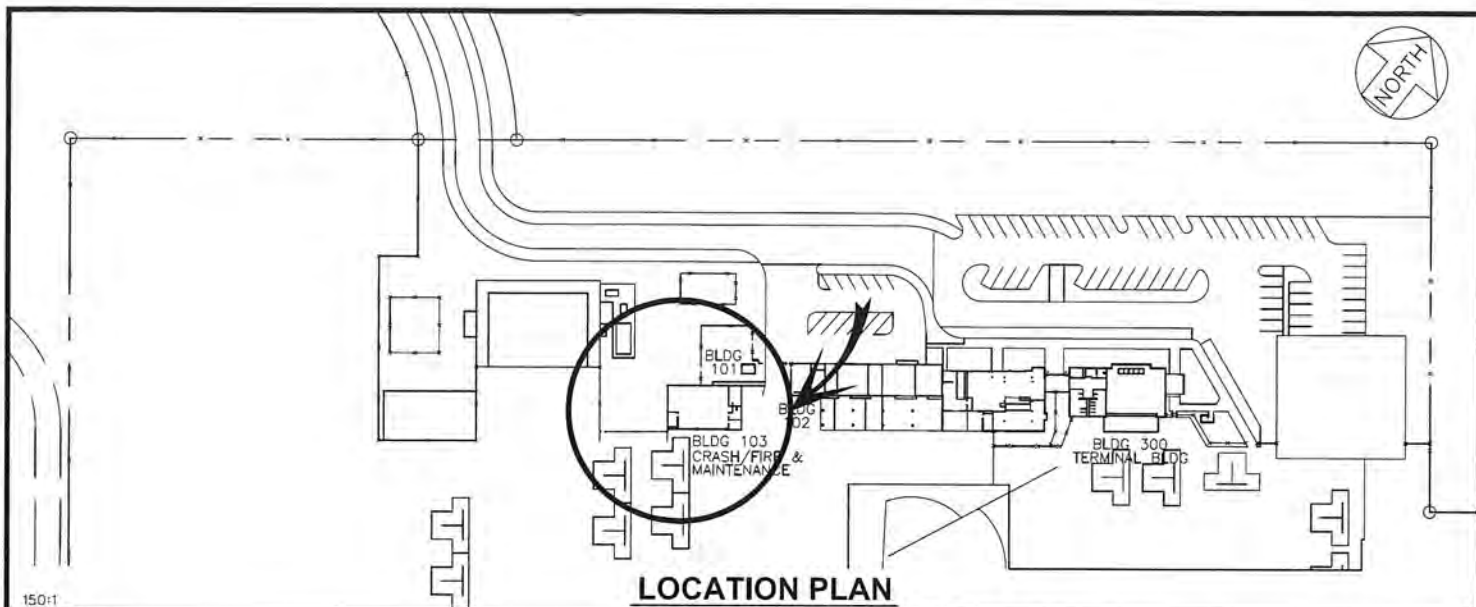 NORTH
BLDG
101
BLDG
102
BLDG 103
CRASH/FIRE &
MAINTENANCE
BLDG 300
TERMINAL BLDG
LOCATION PLAN
150:1